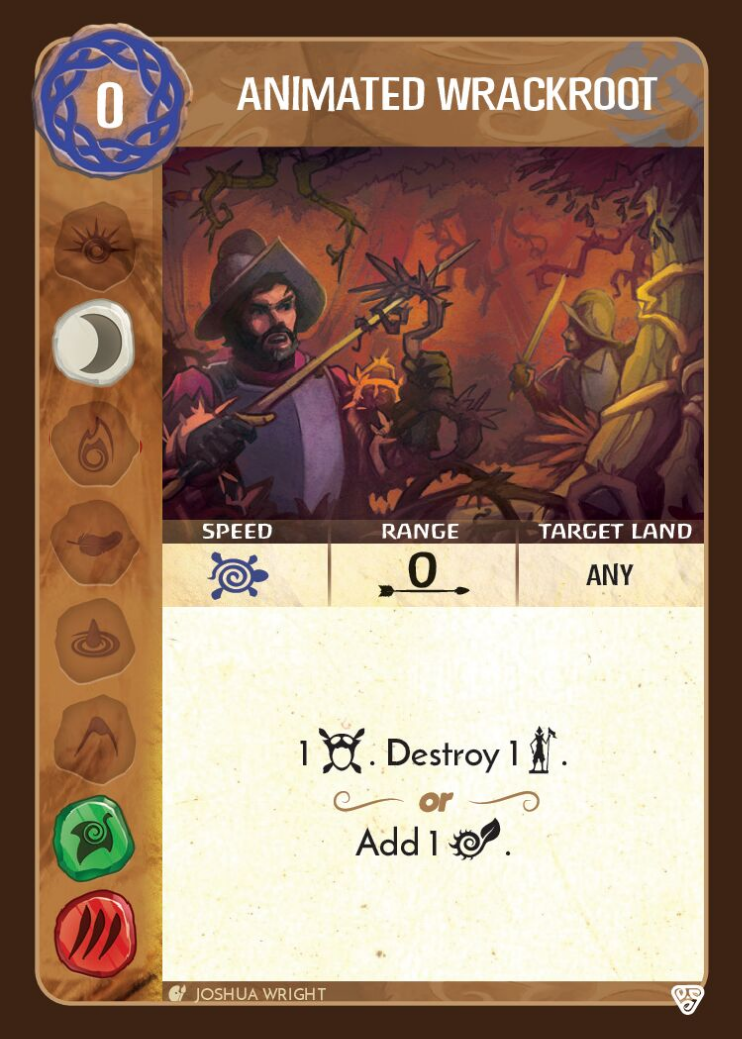 0
ANIMATED WRACKROOT
SPEED RANGE TARGET LAND
0 ANY
1 . Destroy 1 .
or
Add 1 .
JOSHUA WRIGHT